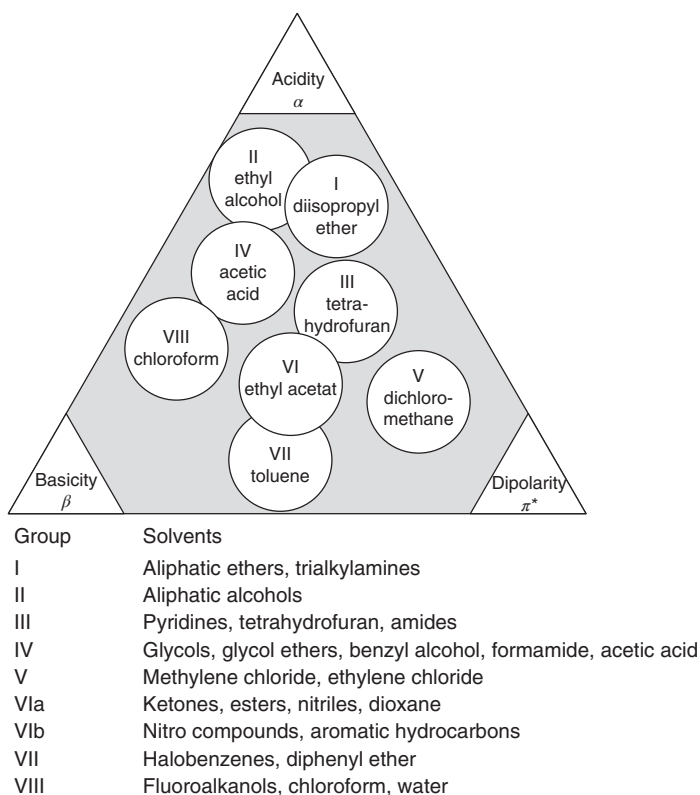 Acidity
α
II
ethyl
alcohol
I
diisopropyl
ether
IV
acetic
acid
III
tetra-
hydrofuran
VIII
chloroform
VI
ethyl acetat
V
dichloro-
methane
VII
toluene
Basicity
β
Dipolarity
π*
Group Solvents
I Aliphatic ethers, trialkylamines
II Aliphatic alcohols
III Pyridines, tetrahydrofuran, amides
IV Glycols, glycol ethers, benzyl alcohol, formamide, acetic acid
V Methylene chloride, ethylene chloride
VIa Ketones, esters, nitriles, dioxane
VIb Nitro compounds, aromatic hydrocarbons
VII Halobenzenes, diphenyl ether
VIII Fluoroalkanols, chloroform, water